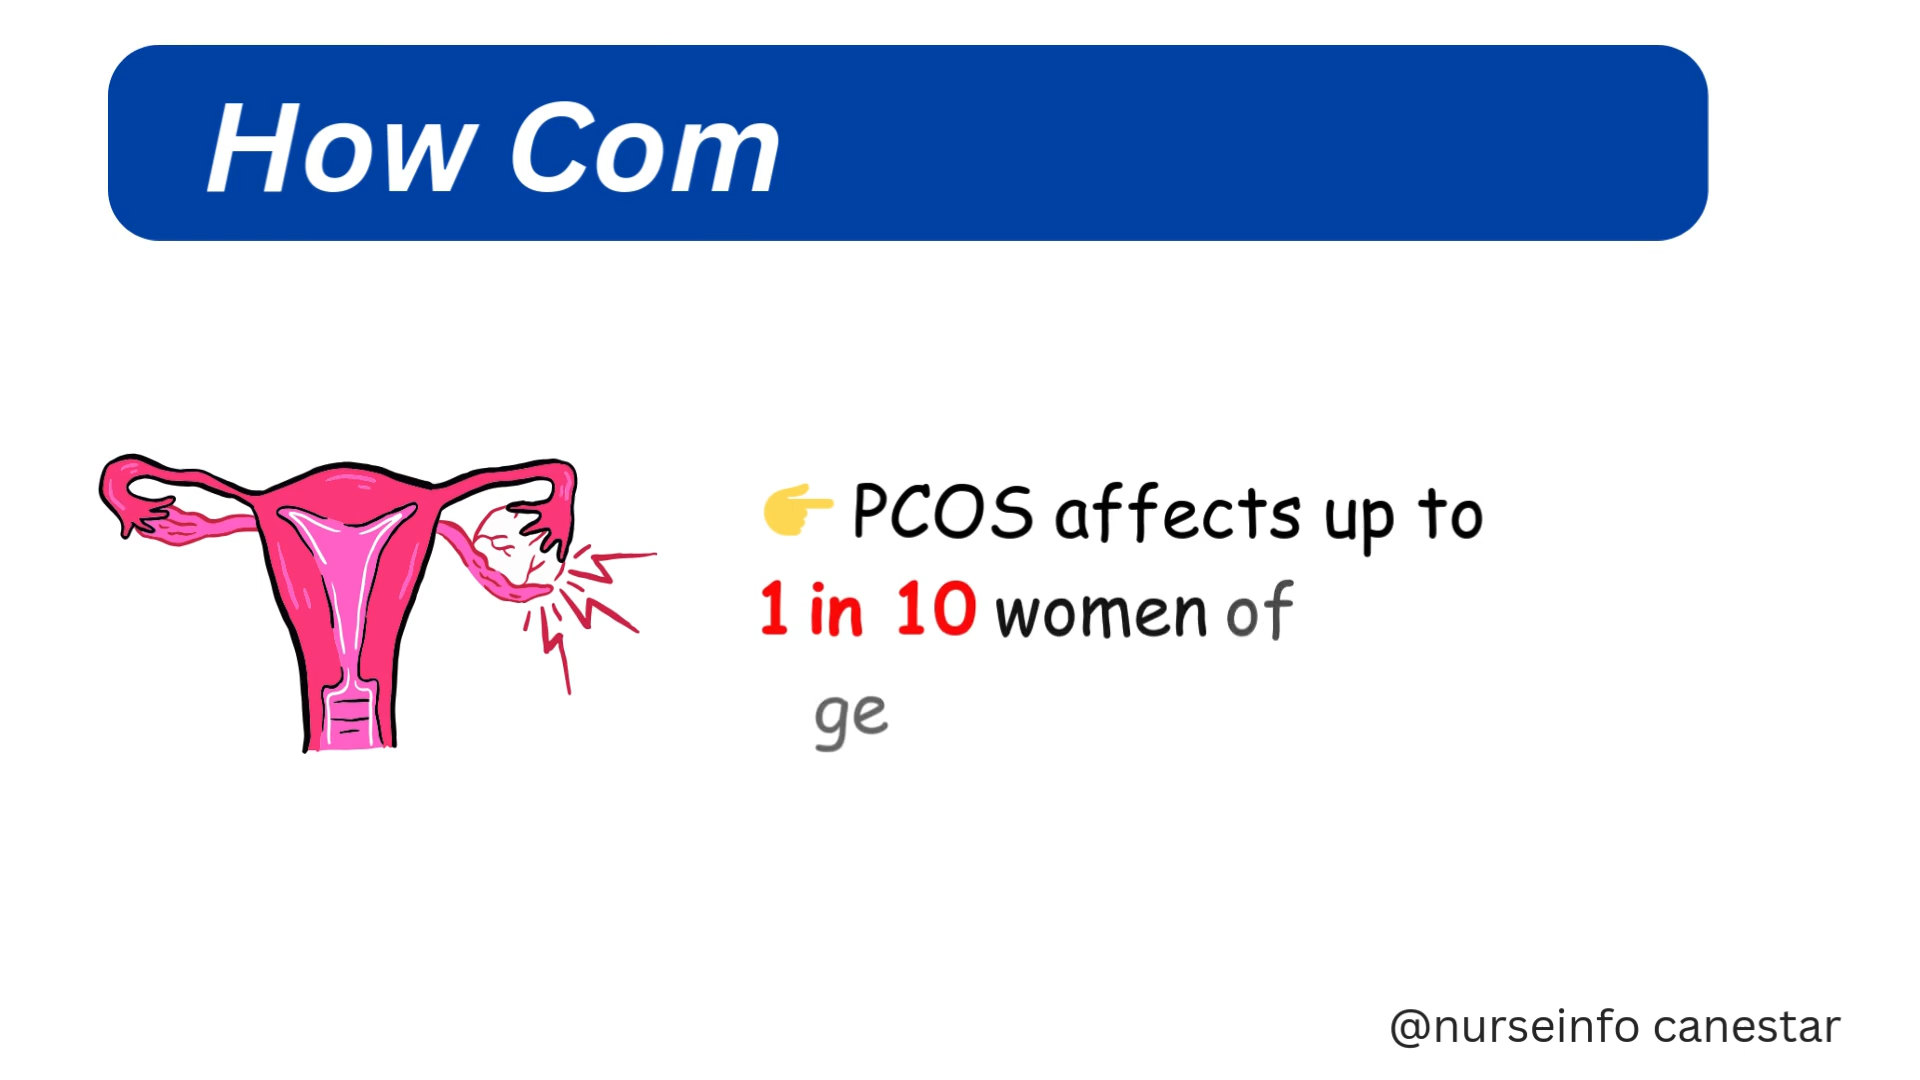 How Com
👉 PCOS affects up to
1 in 10 women of
ge
@nurseinfo canestar